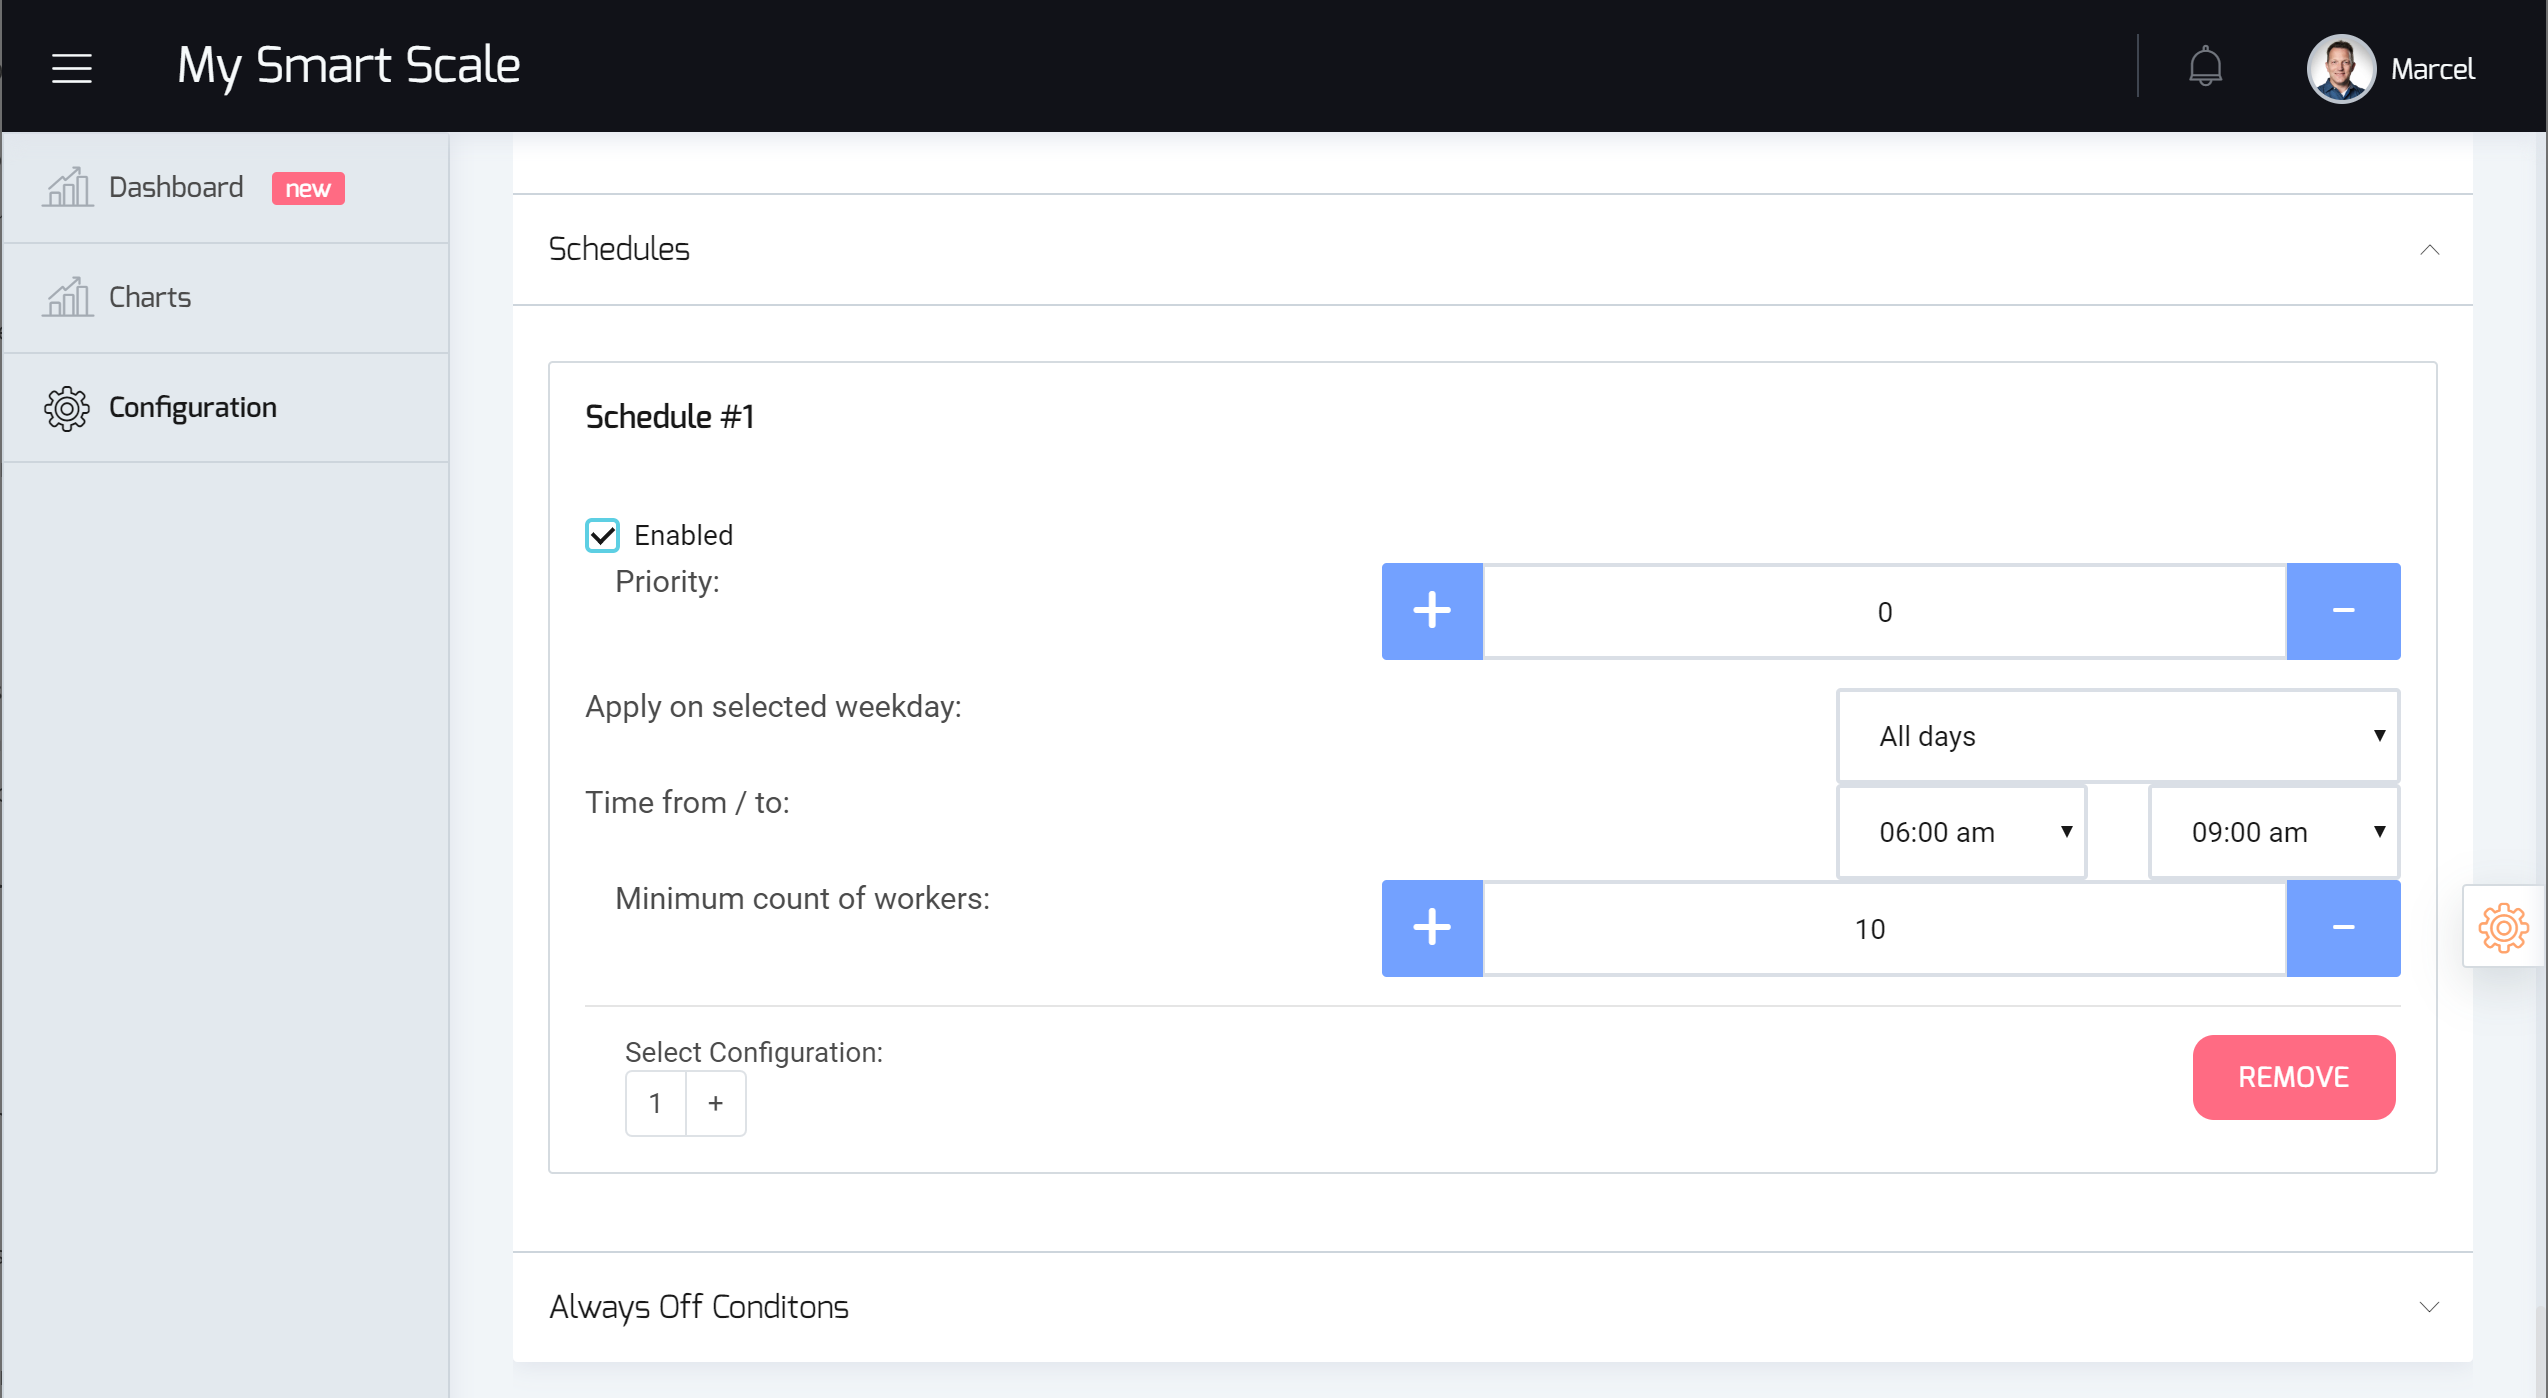 My Smart Scale
Marcel
Dashboard new
Charts
Configuration
Schedules
Schedule #1
Enabled
Priority:
0
Apply on selected weekday:
All days
Time from / to:
06:00 am 09:00 am
Minimum count of workers:
10
Select Configuration:
1 +
REMOVE
Always Off Conditons